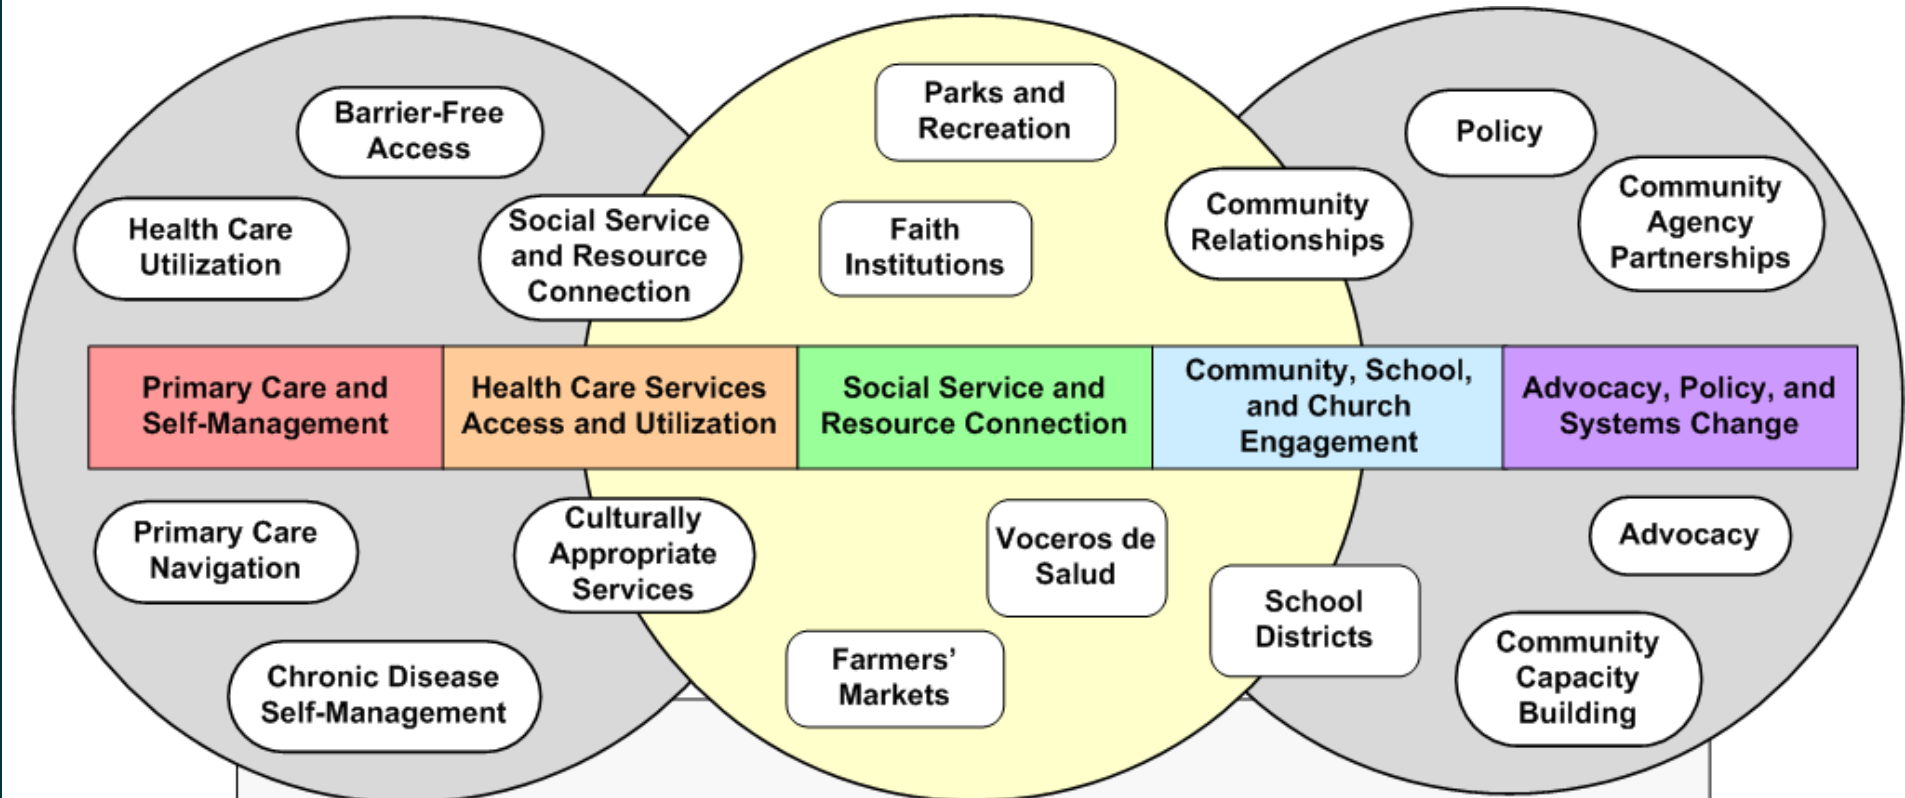 Barrier-Free
Access
Health Care
Utilization
Social Service
and Resource
Connection
Parks and
Recreation
Faith
Institutions
Community
Relationships
Policy
Community
Agency
Partnerships
Primary Care and
Self-Management
Health Care Services
Access and Utilization
Social Service and
Resource Connection
Community, School,
and Church
Engagement
Advocacy, Policy, and
Systems Change
Primary Care
Navigation
Culturally
Appropriate
Services
Chronic Disease
Self-Management
Voceros de
Salud
Farmers’
Markets
School
Districts
Advocacy
Community
Capacity
Building